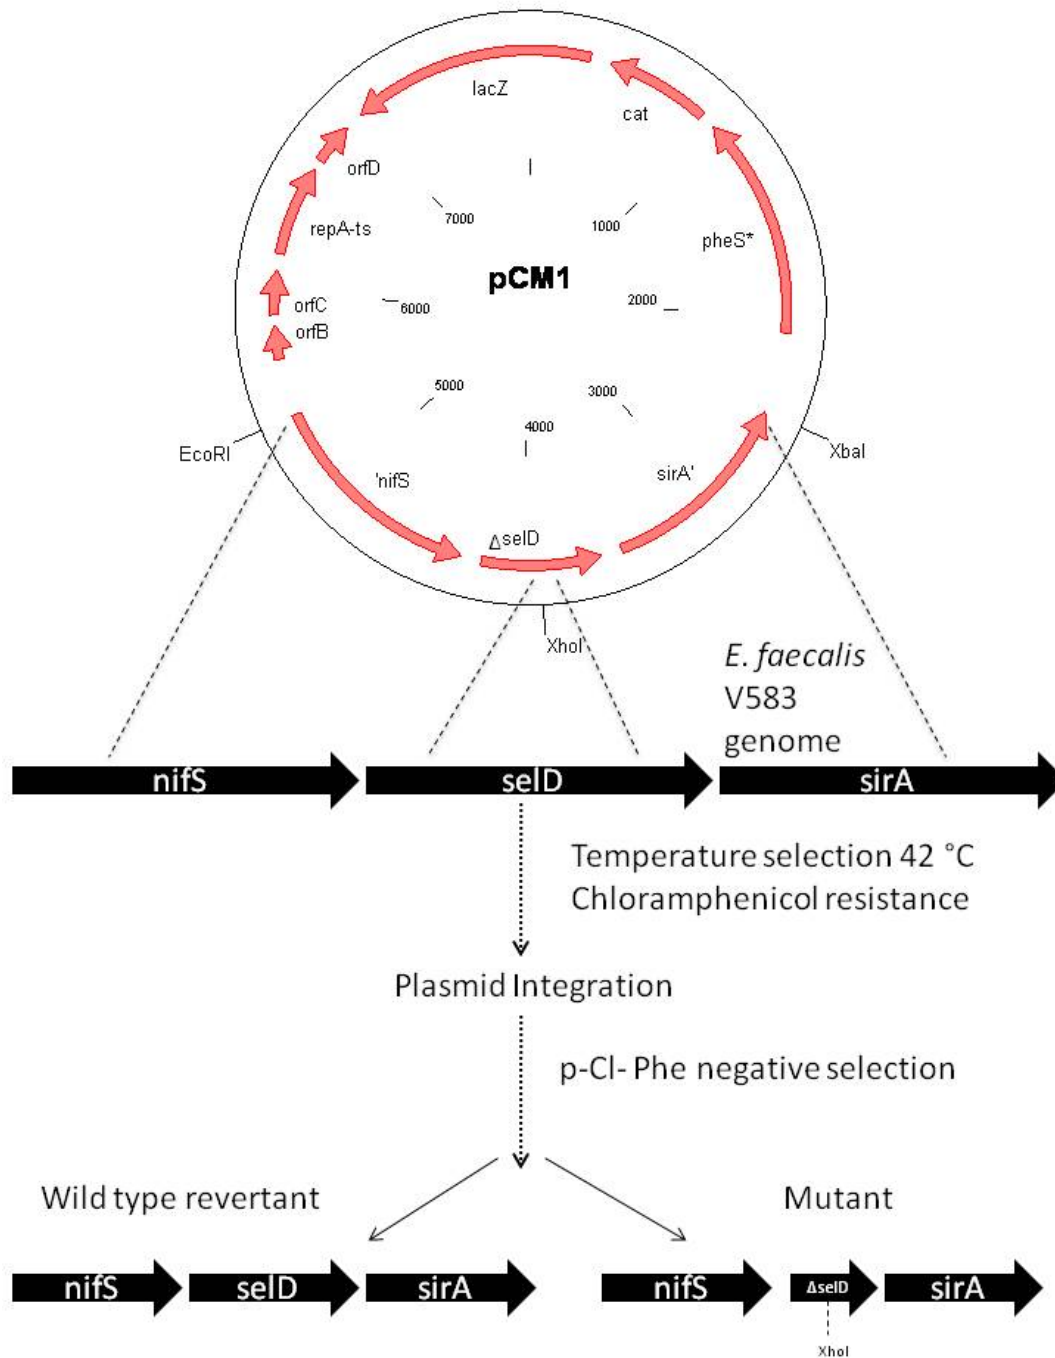 lacZ
cat
orfD
repA-ts
7000
1000
pheS*
pCM1
orfC
orfB
6000
2000
5000
3000
4000
EcoRI
XbaI
'nifS
sirA'
ΔselD
XhoI
E. faecalis
V583
genome
nifS
selD
sirA
Temperature selection 42 °C
Chloramphenicol resistance
Plasmid Integration
p-Cl- Phe negative selection
Wild type revertant
Mutant
nifS
selD
sirA
nifS
ΔselD
sirA
XhoI